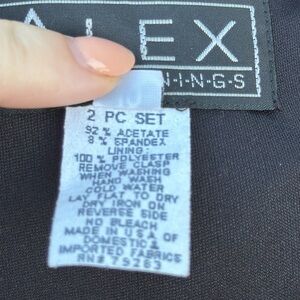 ALEX
N-I-N-G-S
2 PC SET
92 % ACETATE
8 % SPANDEX
LINING:
100 % POLYESTER
REMOVE CLASP
WHEN WASHING
HAND WASH
COLD WATER
LAY FLAT TO DRY
DRY IRON ON
REVERSE SIDE
NO BLEACH
MADE IN U.S.A OF
DOMESTIC &
IMPORTED FABRICS
RN# 79263